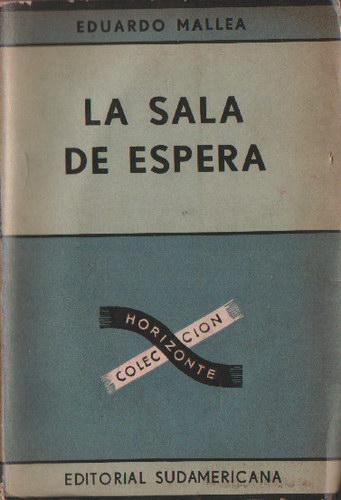 EDUARDO MALLEA
LA SALA
DE ESPERA
COLECCION
HORIZONTE
EDITORIAL SUDAMERICANA